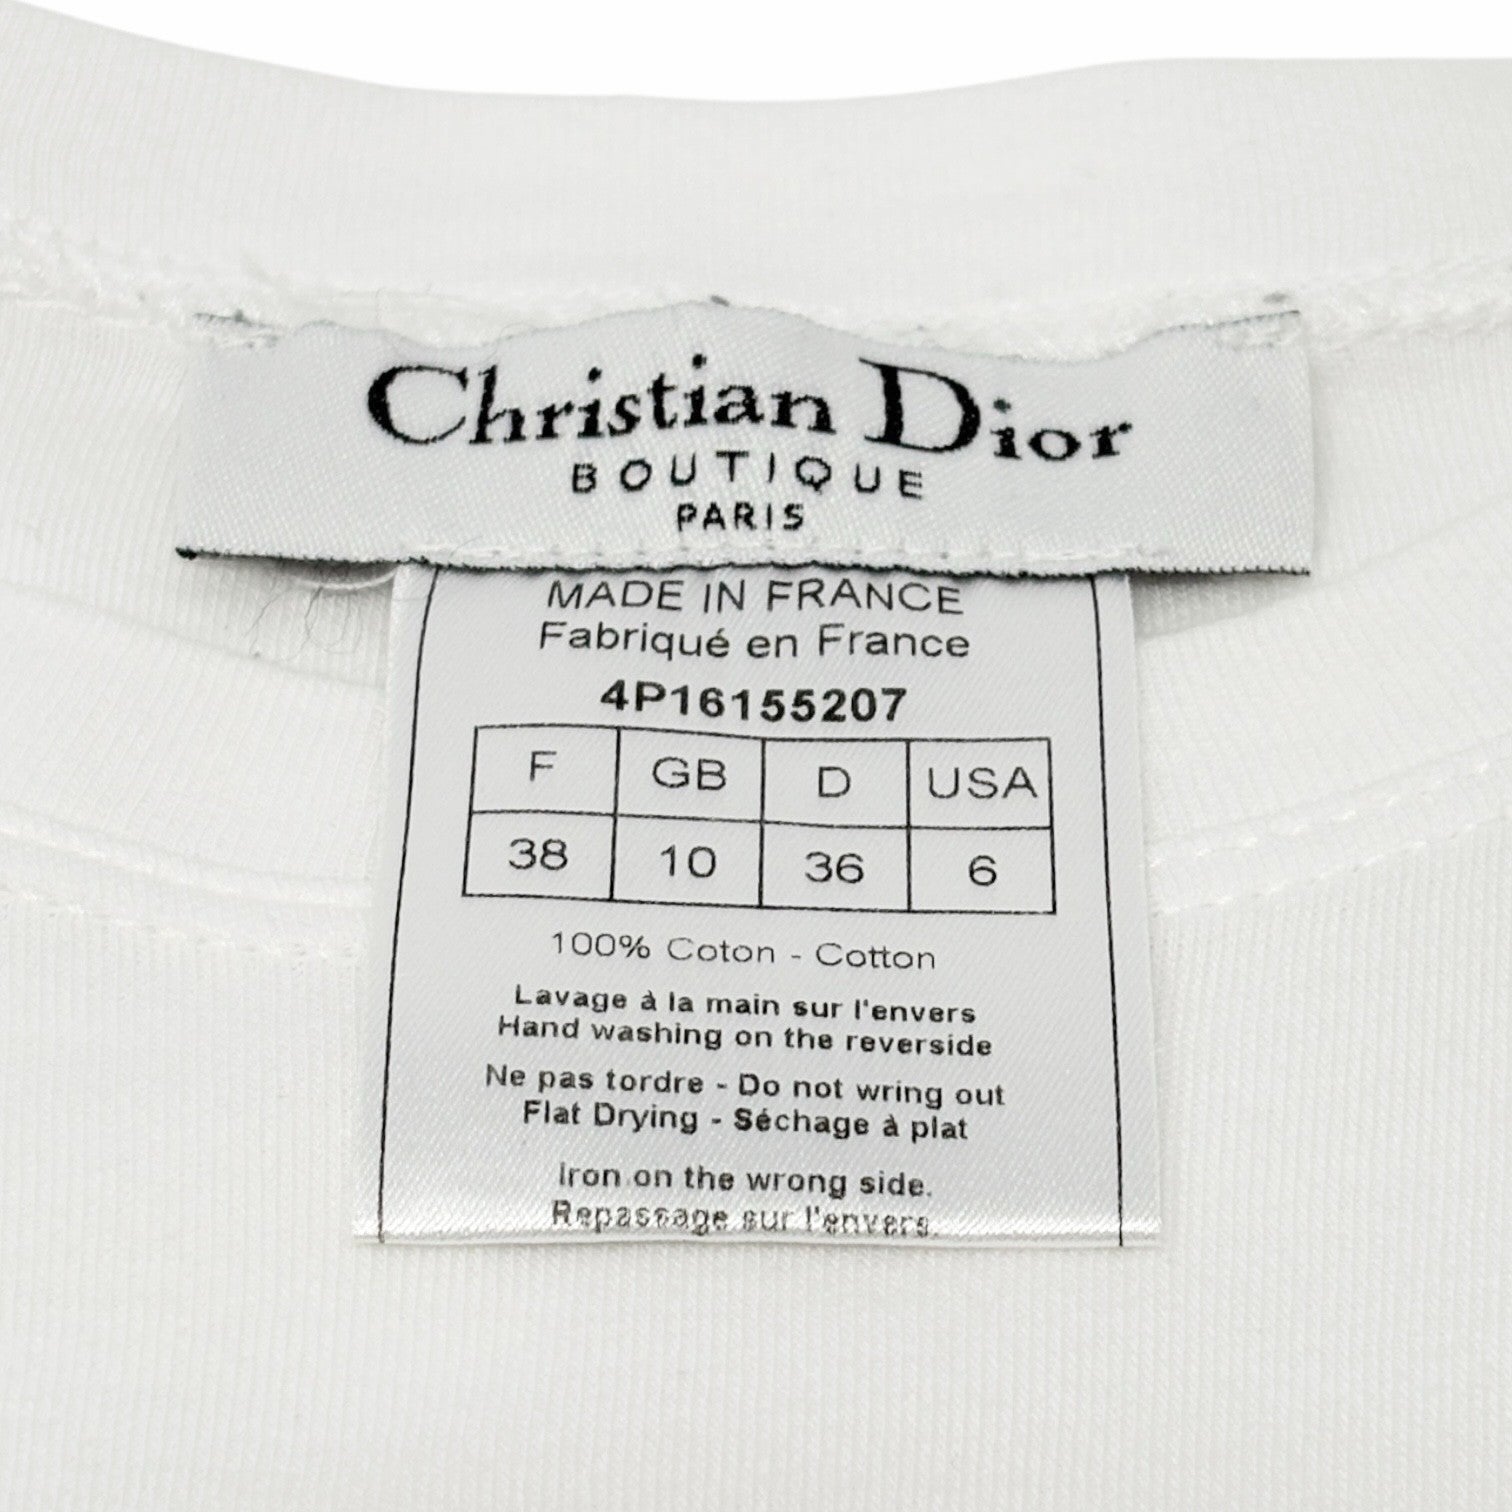 Christian Dior
BOUTIQUE
PARIS
MADE IN FRANCE
Fabriqué en France
4P16155207
F GB D USA
38 10 36 6
100% Coton - Cotton
Lavage à la main sur l'envers
Hand washing on the reverside
Ne pas tordre - Do not wring out
Flat Drying - Séchage à plat
Iron on the wrong side.
Repassage sur l'envers.